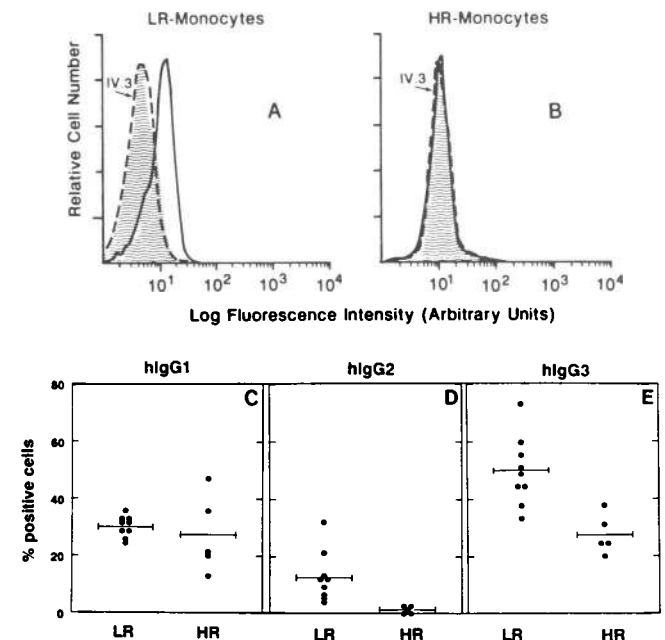 LR-Monocytes
HR-Monocytes
Relative Cell Number
IV.3
A
IV.3
B
10¹ 10² 10³ 10⁴
10¹ 10² 10³ 10⁴
Log Fluorescence Intensity (Arbitrary Units)
hIgG1 hIgG2 hIgG3
% positive cells
80
60
40
20
0
C
D
E
LR HR LR HR LR HR